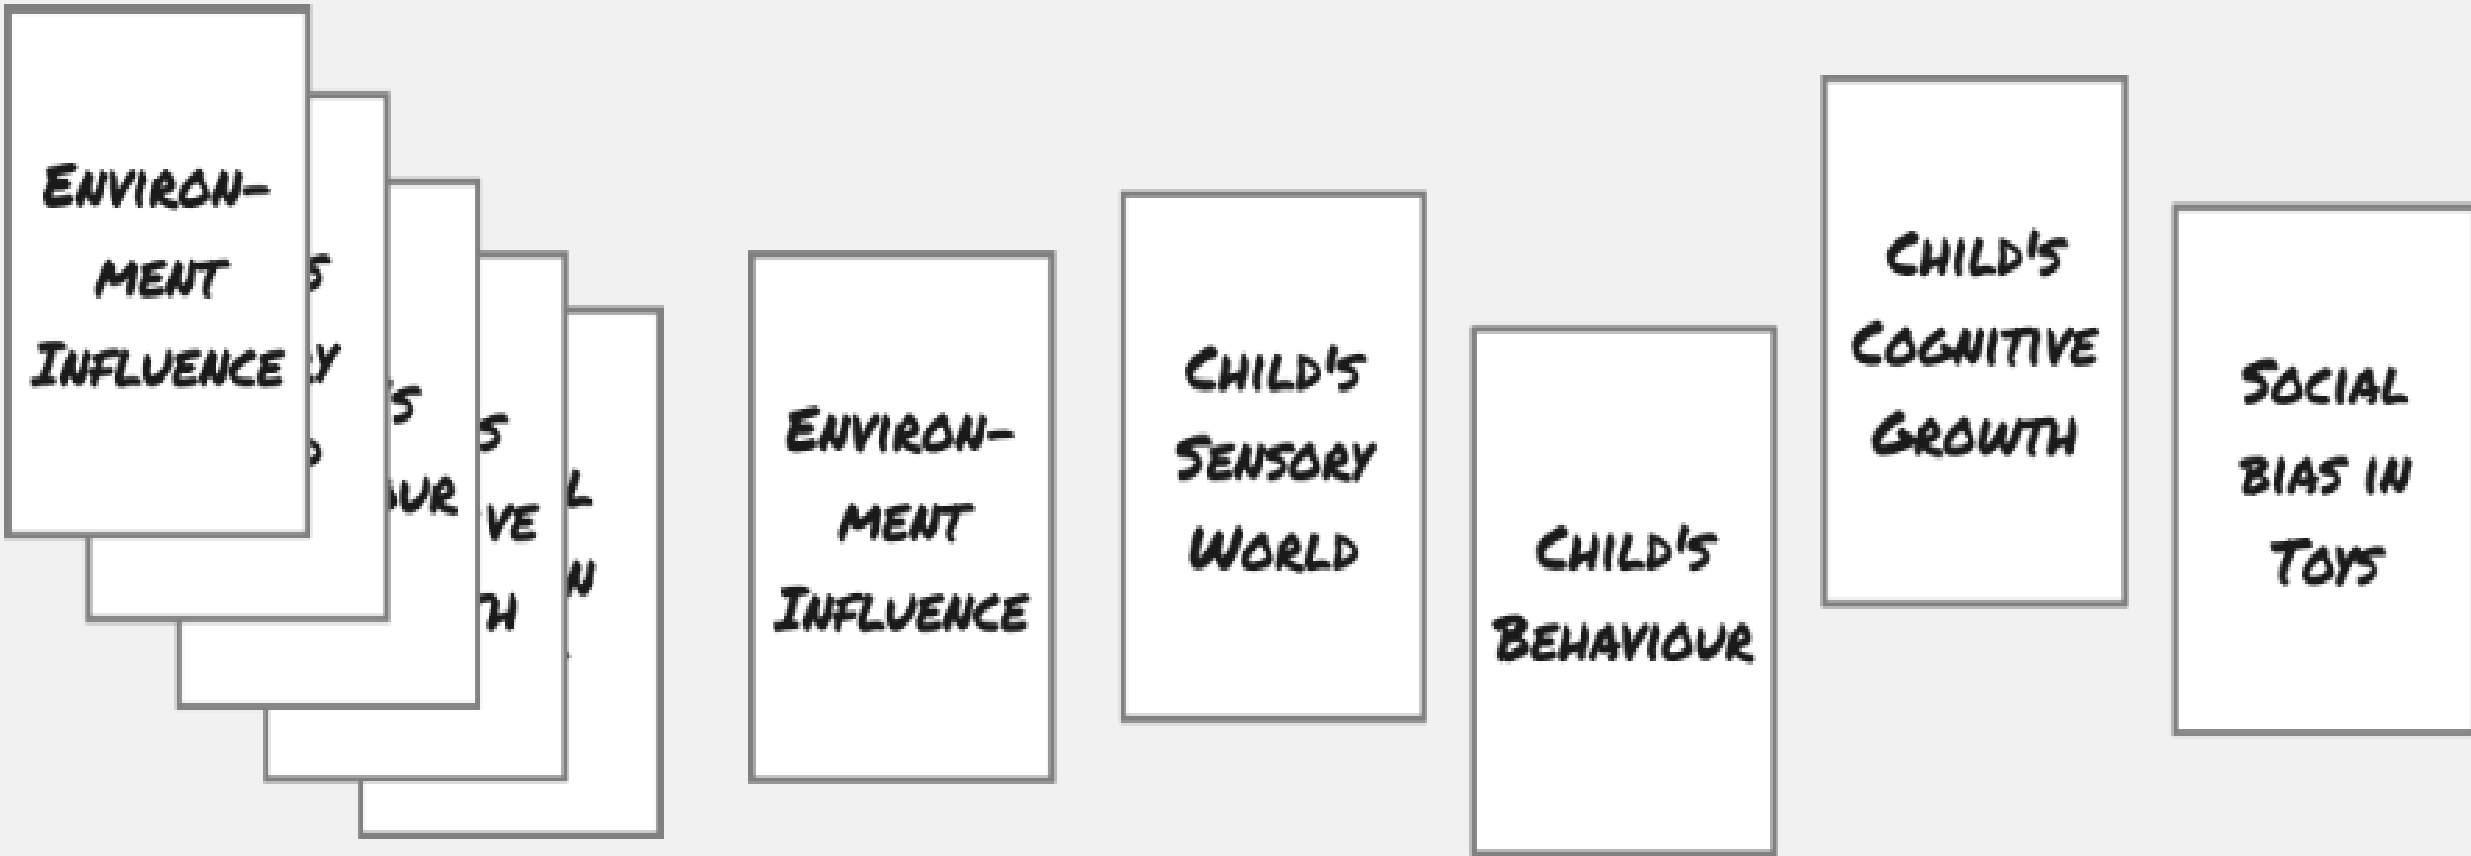 Environ-
ment
Influence
Environ-
ment
Influence
Child's
Sensory
World
Child's
Behaviour
Child's
Cognitive
Growth
Social
bias in
Toys